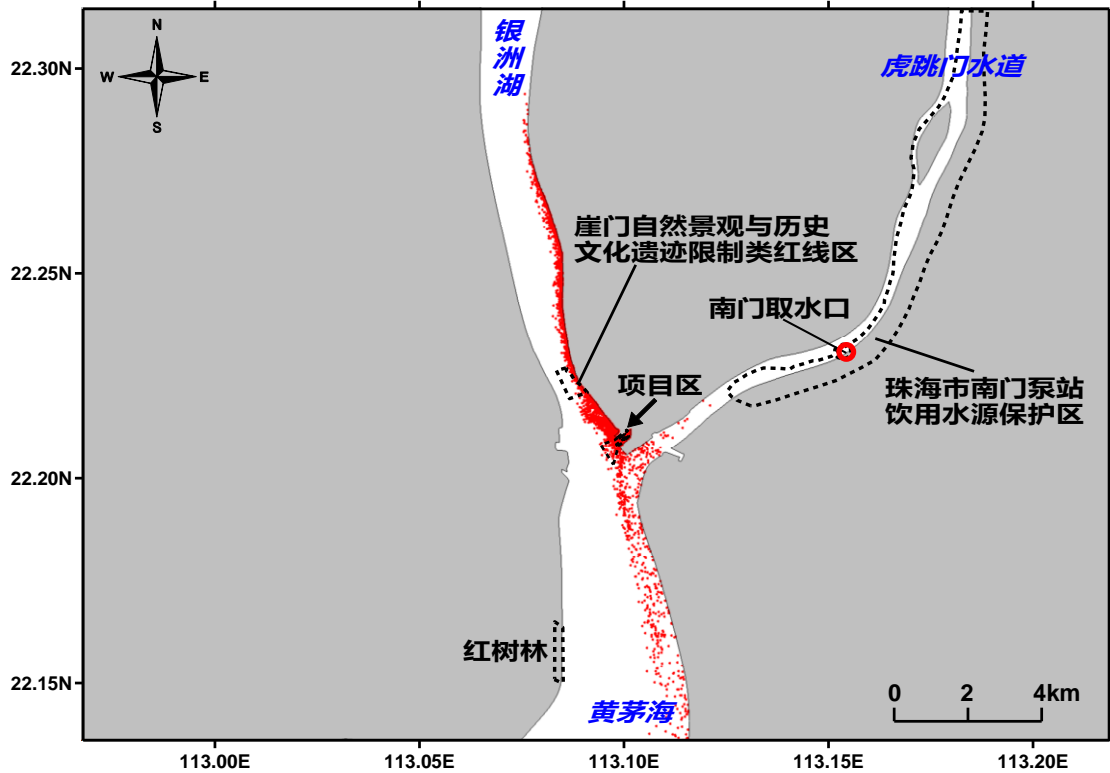 N
W
E
S
银
洲
湖
虎跳门水道
崖门自然景观与历史
文化遗迹限制类红线区
南门取水口
项目区
珠海市南门泵站
饮用水源保护区
红树林
黄茅海
0 2 4km
22.30N
22.25N
22.20N
22.15N
113.00E 113.05E 113.10E 113.15E 113.20E